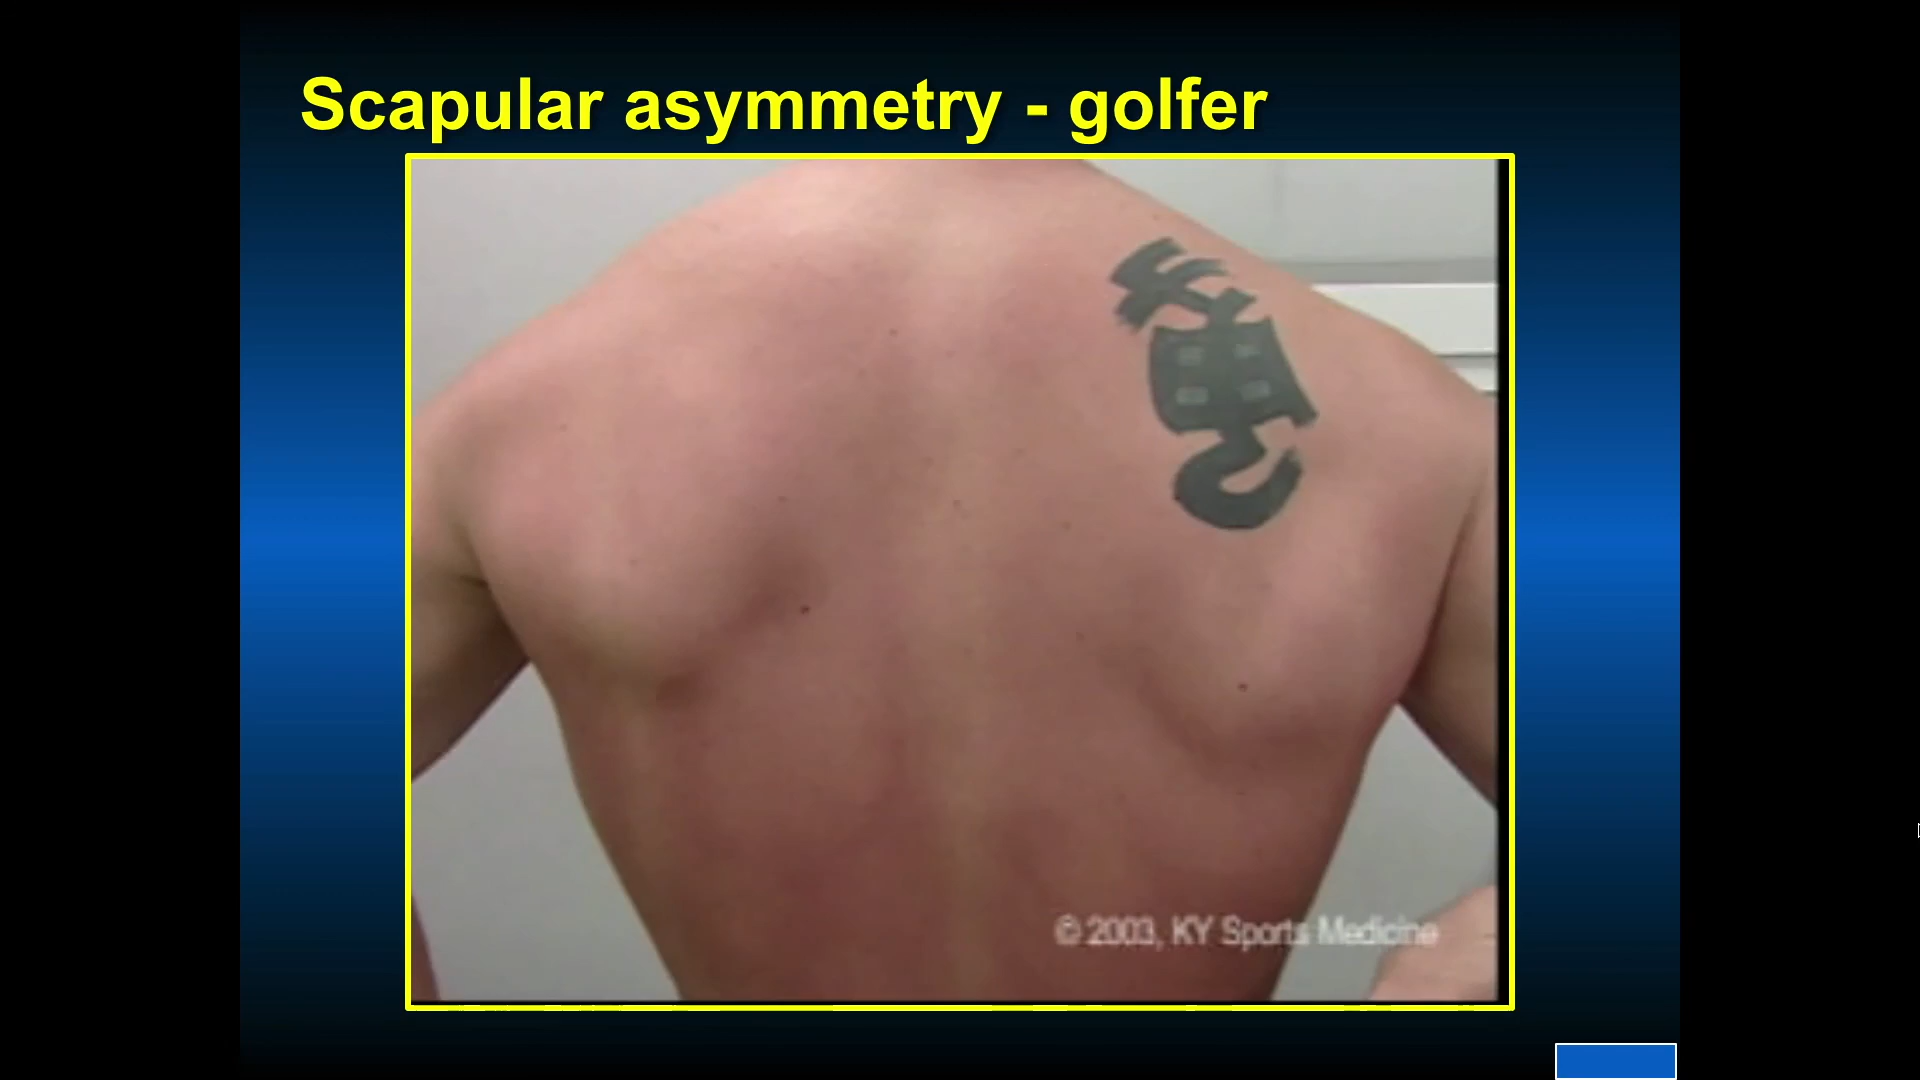 Scapular asymmetry - golfer
© 2003, KY Sports Medicine